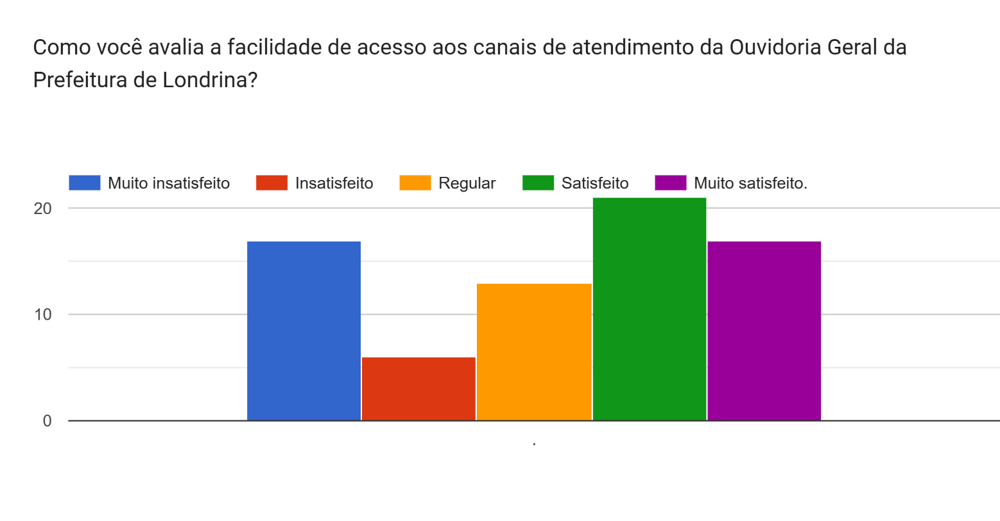 Como você avalia a facilidade de acesso aos canais de atendimento da Ouvidoria Geral da
Prefeitura de Londrina?
Muito insatisfeito Insatisfeito Regular Satisfeito Muito satisfeito.
20
10
0
.